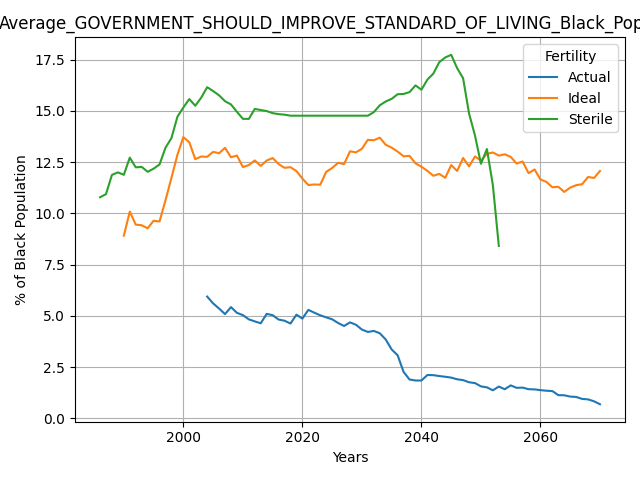 Average_GOVERNMENT_SHOULD_IMPROVE_STANDARD_OF_LIVING_Black_Pop
Fertility
Actual
Ideal
Sterile
17.5
15.0
12.5
10.0
7.5
5.0
2.5
0.0
% of Black Population
2000
2020
2040
2060
Years